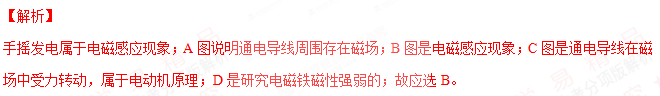 【解析】
手摇发电属于电磁感应现象；A 图说明通电导线周围存在磁场；B 图是电磁感应现象；C 图是通电导线在磁
场中受力转动，属于电动机原理；D 是研究电磁铁磁性强弱的；故应选 B。